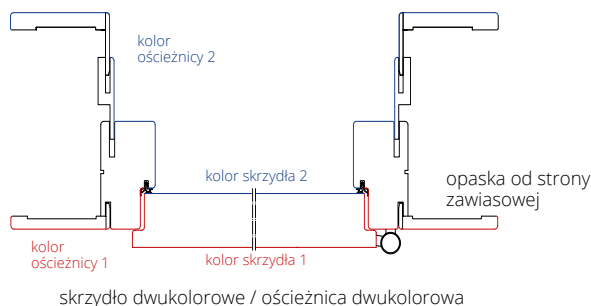 kolor
ościeżnicy 2
kolor skrzydła 2
opaska od strony
zawiasowej
kolor
ościeżnicy 1
kolor skrzydła 1
skrzydło dwukolorowe / ościeżnica dwukolorowa